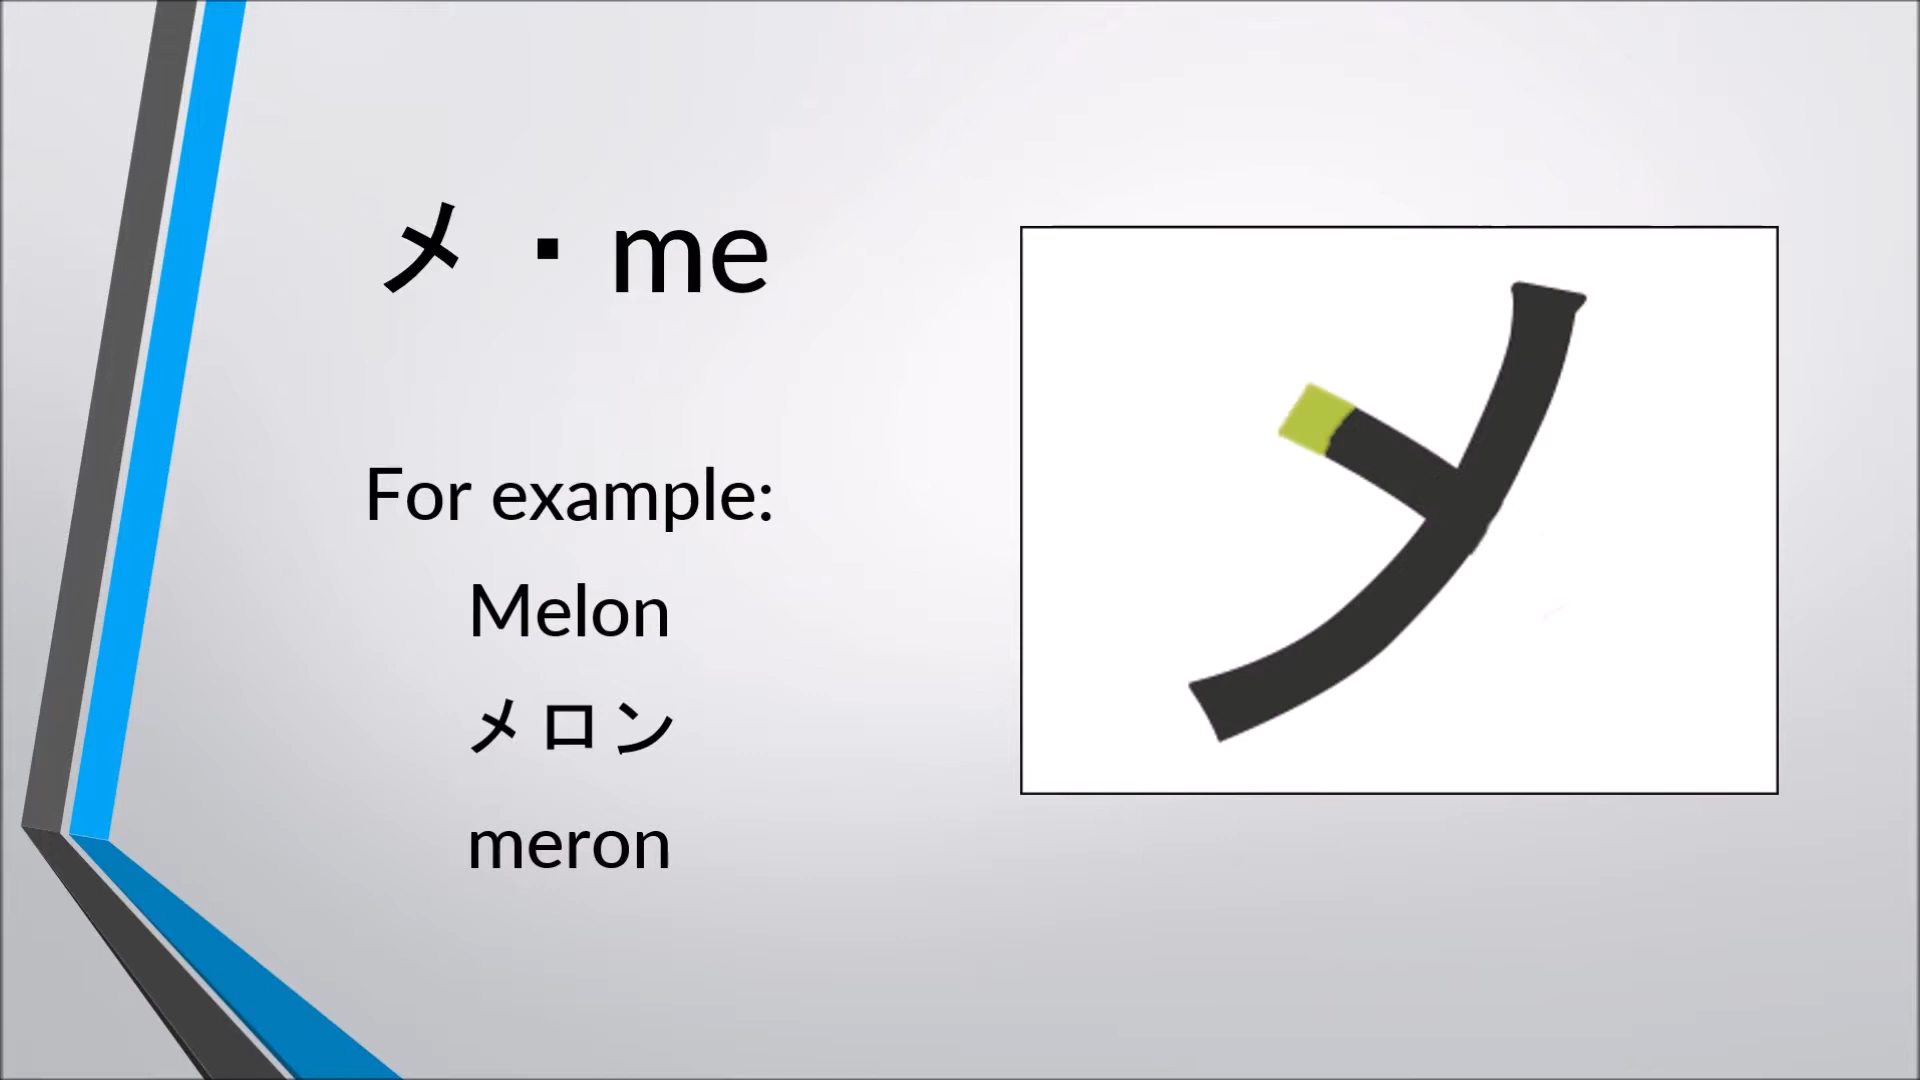 メ・me
For example:
Melon
メロン
meron